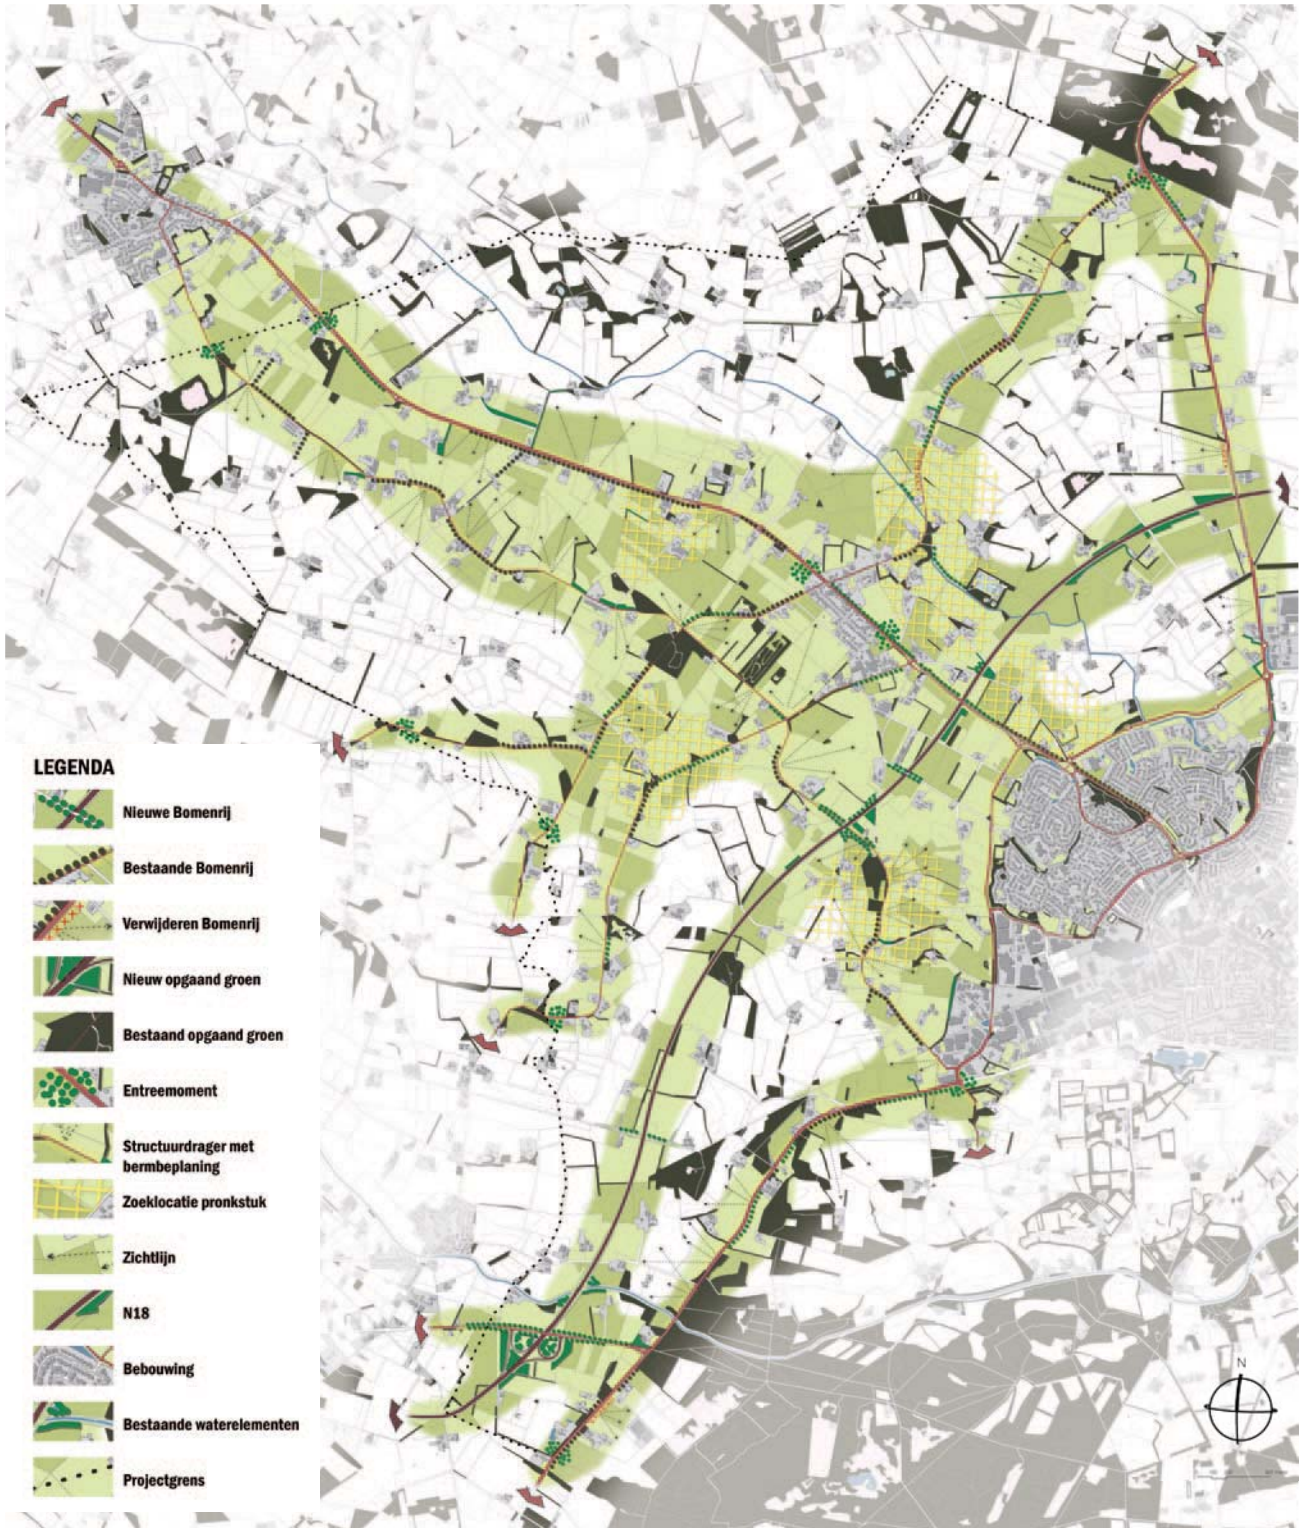 LEGENDA
Nieuwe Bomenrij
Bestaande Bomenrij
Verwijderen Bomenrij
Nieuw opgaand groen
Bestaand opgaand groen
Entreemoment
Structuurdrager met
bermbeplaning
Zoeklocatie pronkstuk
Zichtlijn
N18
Bebouwing
Bestaande waterelementen
Projectgrens
N